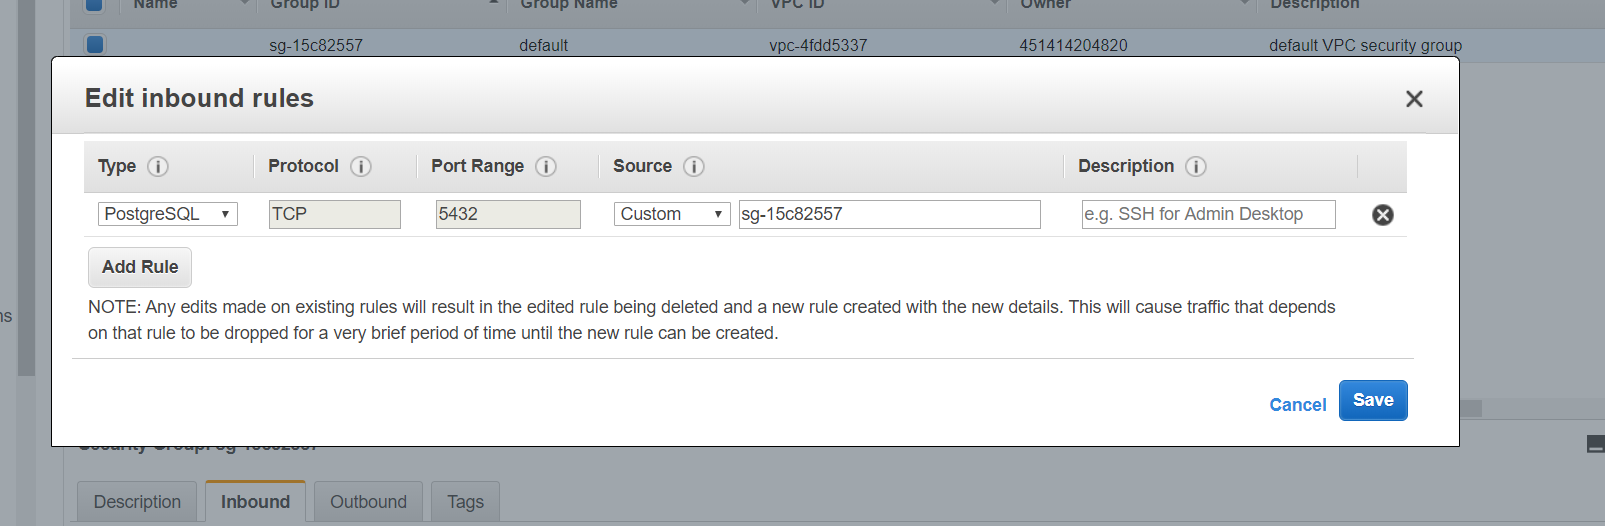 Name Group ID Group Name VPC ID Owner Description
sg-15c82557 default vpc-4fdd5337 451414204820 default VPC security group
Edit inbound rules
Type Protocol Port Range Source Description
PostgreSQL TCP 5432 Custom sg-15c82557 e.g. SSH for Admin Desktop
Add Rule
ns
NOTE: Any edits made on existing rules will result in the edited rule being deleted and a new rule created with the new details. This will cause traffic that depends
on that rule to be dropped for a very brief period of time until the new rule can be created.
Cancel Save
Security Group: sg-15c82557
Description Inbound Outbound Tags